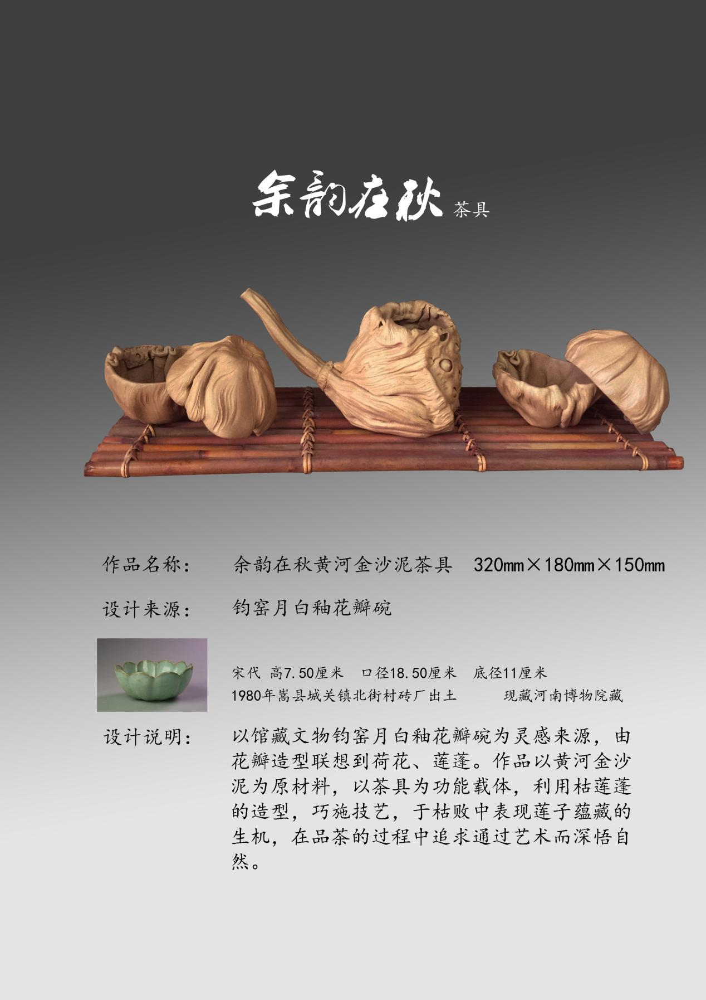 余韵在秋 茶具
作品名称： 余韵在秋黄河金沙泥茶具 320mm×180mm×150mm
设计来源： 钧窑月白釉花瓣碗
宋代 高7.50厘米 口径18.50厘米 底径11厘米
1980年嵩县城关镇北街村砖厂出土 现藏河南博物院藏
设计说明： 以馆藏文物钧窑月白釉花瓣碗为灵感来源，由
花瓣造型联想到荷花、莲蓬。作品以黄河金沙
泥为原材料，以茶具为功能载体，利用枯莲蓬
的造型，巧施技艺，于枯败中表现莲子蕴藏的
生机，在品茶的过程中追求通过艺术而深悟自
然。